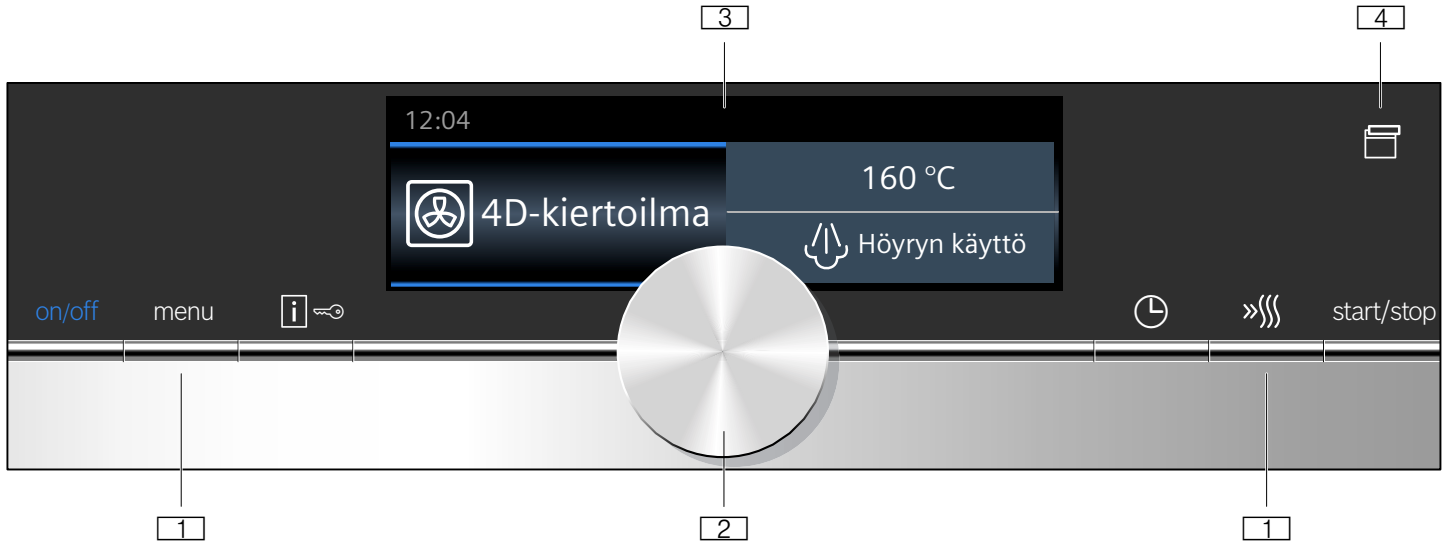 3
4
12:04
4D-kiertoilma
160 °C
Höyryn käyttö
on/off
menu
i
start/stop
1
2
1